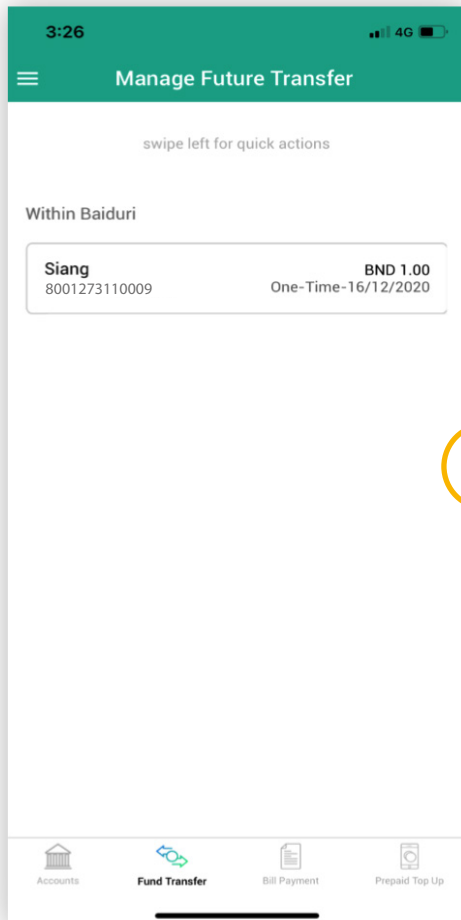 3:26
4G
Manage Future Transfer
swipe left for quick actions
Within Baiduri
Siang
BND 1.00
8001273110009
One-Time-16/12/2020
Accounts
Fund Transfer
Bill Payment
Prepaid Top Up